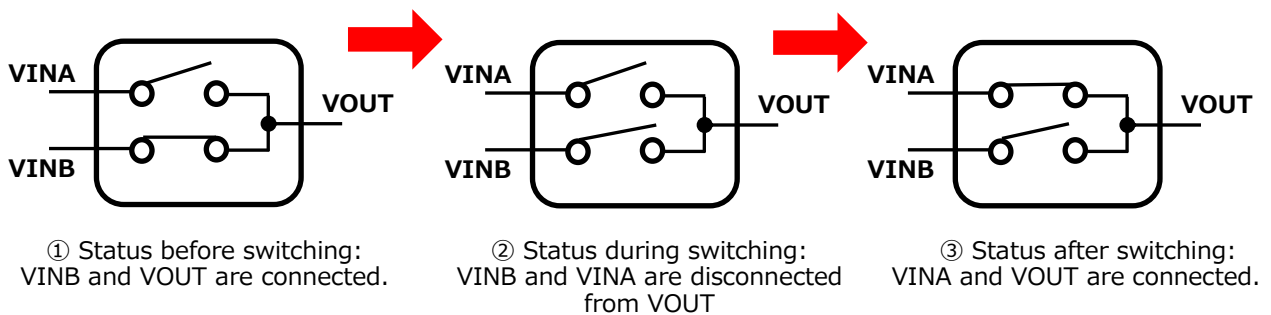 VINA
VOUT
VINB
VINA
VOUT
VINB
VINA
VOUT
VINB
① Status before switching:
VINB and VOUT are connected.
② Status during switching:
VINB and VINA are disconnected
from VOUT
③ Status after switching:
VINA and VOUT are connected.